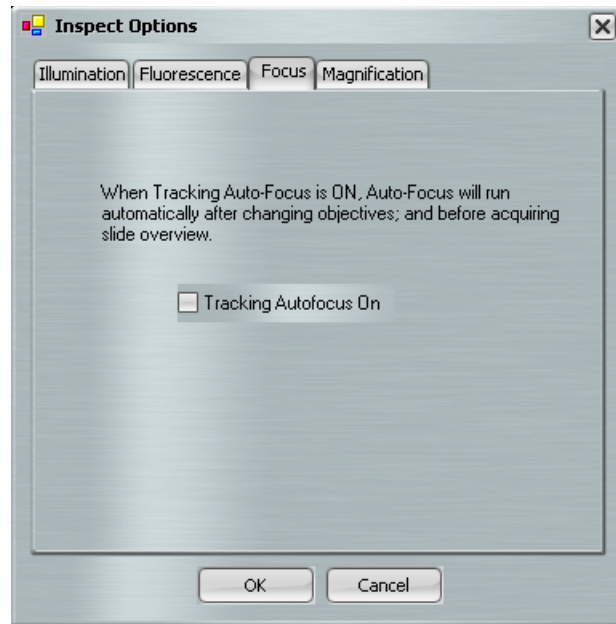 Inspect Options
Illumination Fluorescence Focus Magnification
When Tracking Auto-Focus is ON, Auto-Focus will run
automatically after changing objectives; and before acquiring
slide overview.
Tracking Autofocus On
OK Cancel